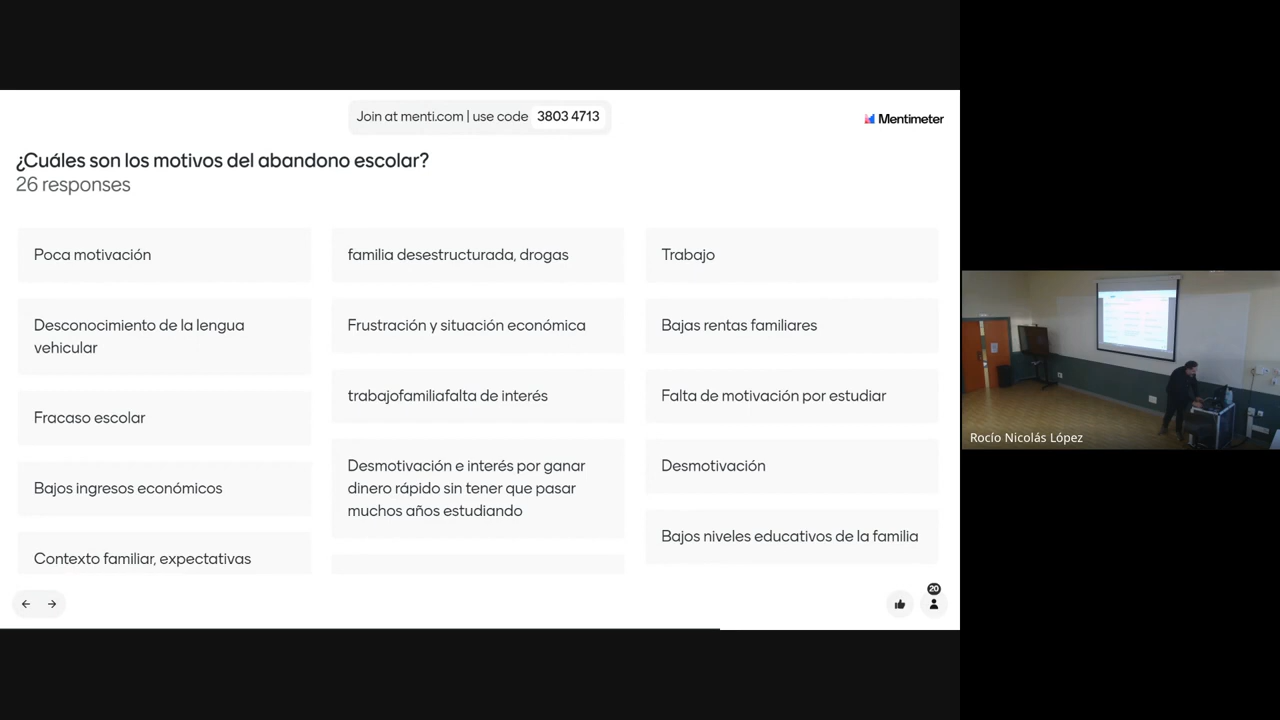 Join at menti.com | use code 3803 4713
Mentimeter
¿Cuáles son los motivos del abandono escolar?
26 responses
Poca motivación
Desconocimiento de la lengua
vehicular
Fracaso escolar
Bajos ingresos económicos
Contexto familiar, expectativas
familia desestructurada, drogas
Frustración y situación económica
trabajofamiliafalta de interés
Desmotivación e interés por ganar
dinero rápido sin tener que pasar
muchos años estudiando
Trabajo
Bajas rentas familiares
Falta de motivación por estudiar
Desmotivación
Bajos niveles educativos de la familia
20
Rocío Nicolás López